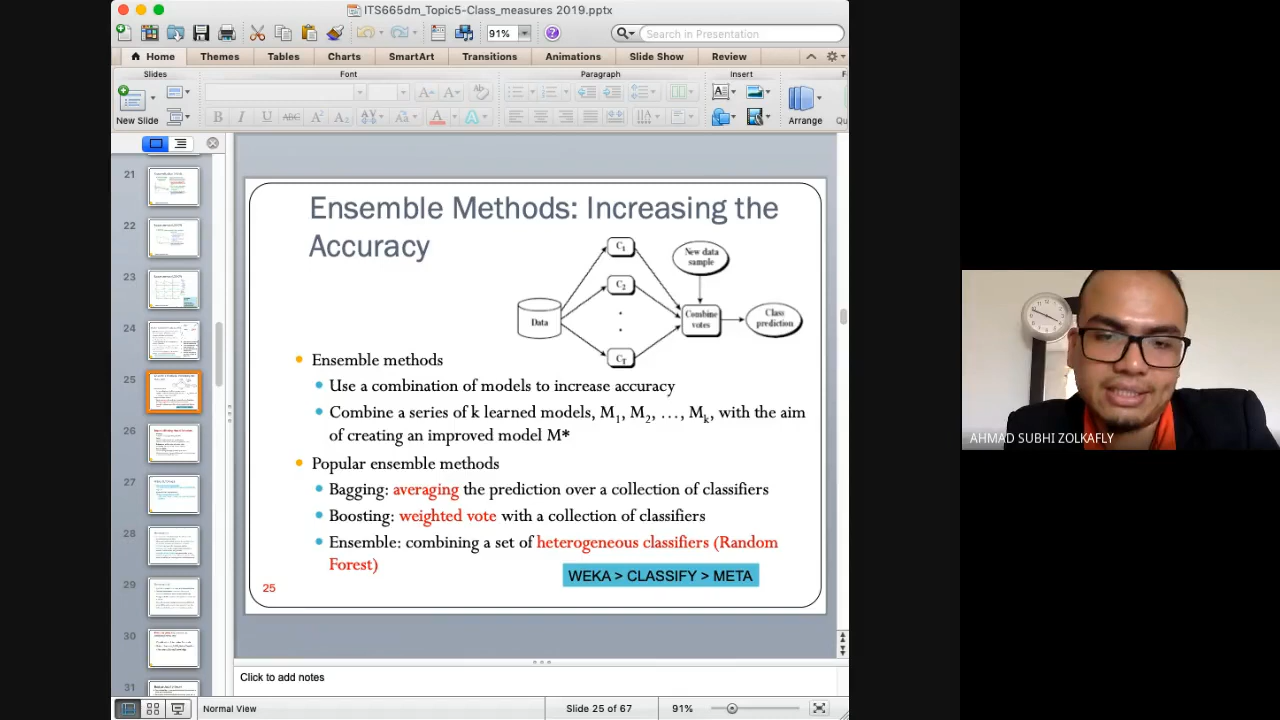 ITS665dm_Topic5-Class_measures 2019.pptx
91%
Search in Presentation
Home
Themes
Tables
Charts
SmartArt
Transitions
Animations
Slide Show
Review
Slides
Font
Paragraph
Insert
New Slide
Arrange
21
22
23
24
25
26
27
28
29
30
31
Ensemble Methods: Increasing the
Accuracy
Data
C1
C2
New data
sample
Combine
votes
Class
prediction
Ensemble methods
Use a combination of models to increase accuracy
Combine a series of k learned models, M1, M2, …, Mk, with the aim
of creating an improved model M*
Popular ensemble methods
Bagging: averaging the prediction over a collection of classifiers
Boosting: weighted vote with a collection of classifiers
Ensemble: combining a set of heterogeneous classifiers (Random
Forest)
WEKA > CLASSIFY > META
25
Click to add notes
Normal View
Slide 25 of 67
91%
AHMAD SUBHI ZOLKAFLY